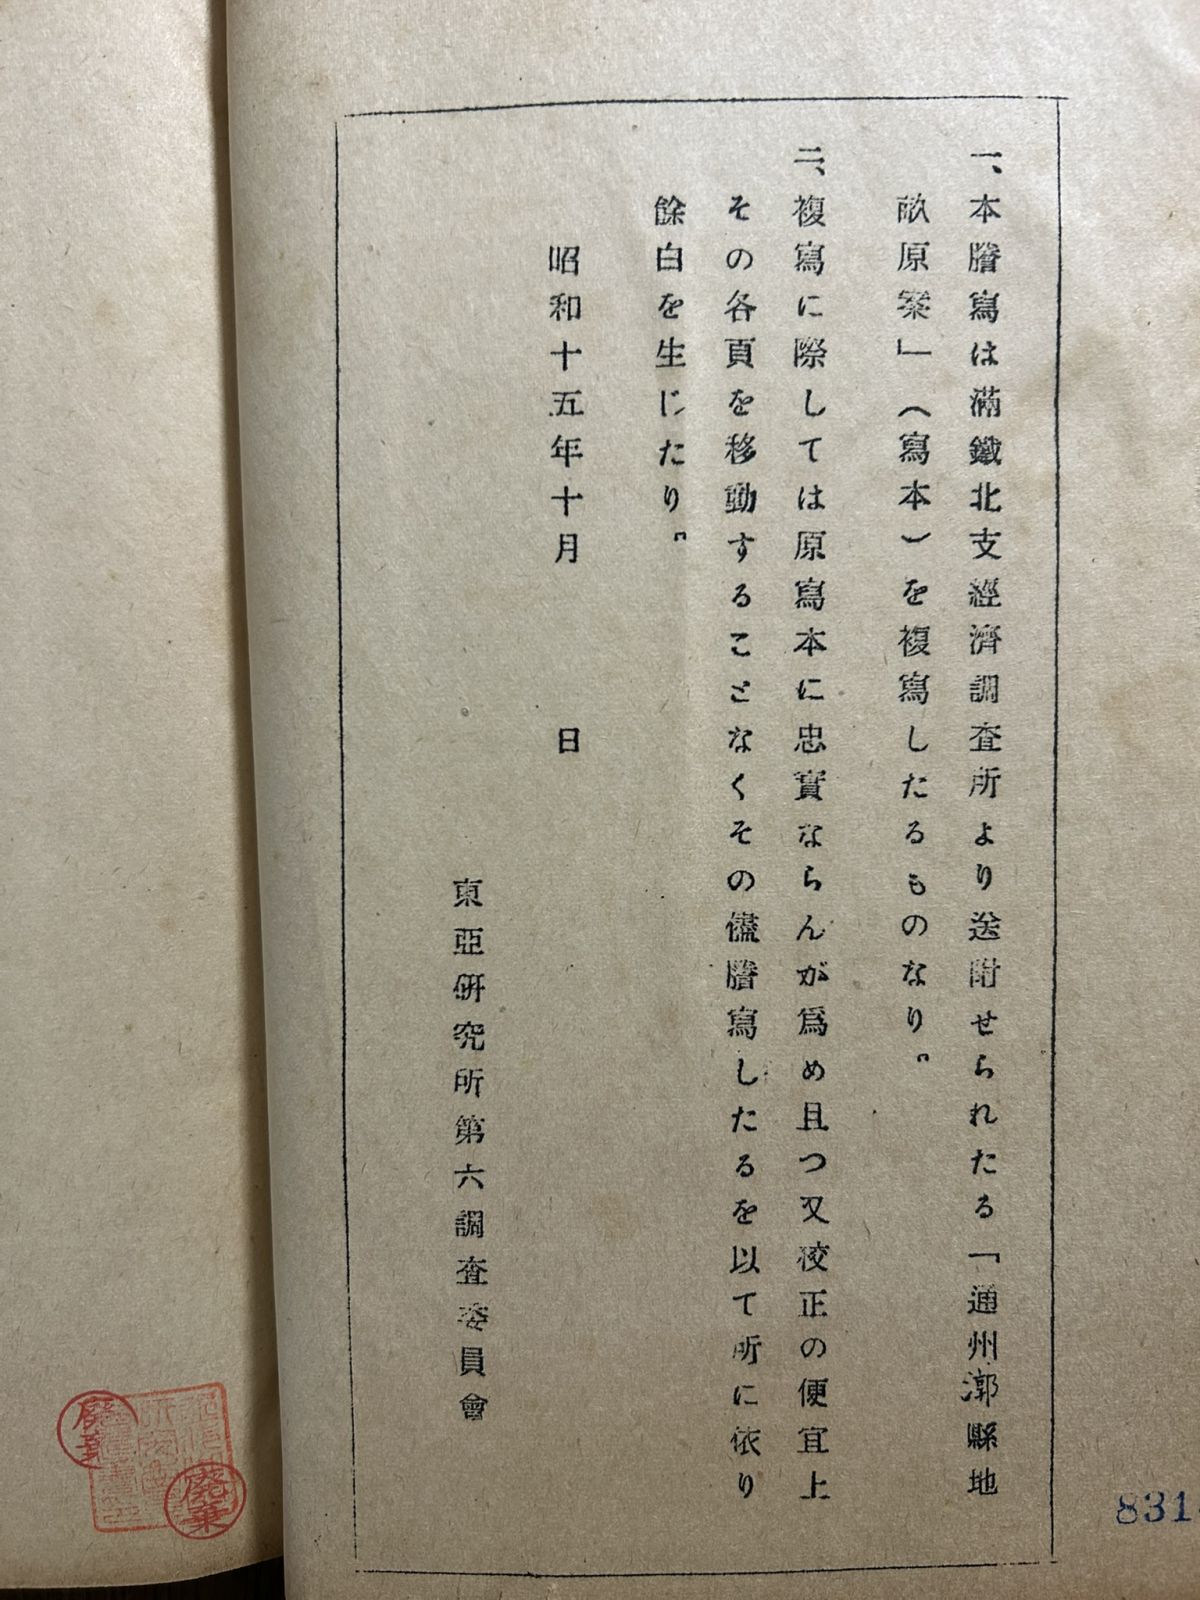 一、本謄寫は滿鐵北支經濟調査所より送附せられたる「通州漷縣地
畝原案」（寫本）を複寫したるものなり。
二、複寫に際しては原寫本に忠實ならんが爲め且つ又校正の便宜上
その各頁を移動することなくその儘謄寫したるを以て所に依り
餘白を生じたり。
昭和十五年十月　　　日
東亞研究所第六調査委員會
廢棄
廢棄
831